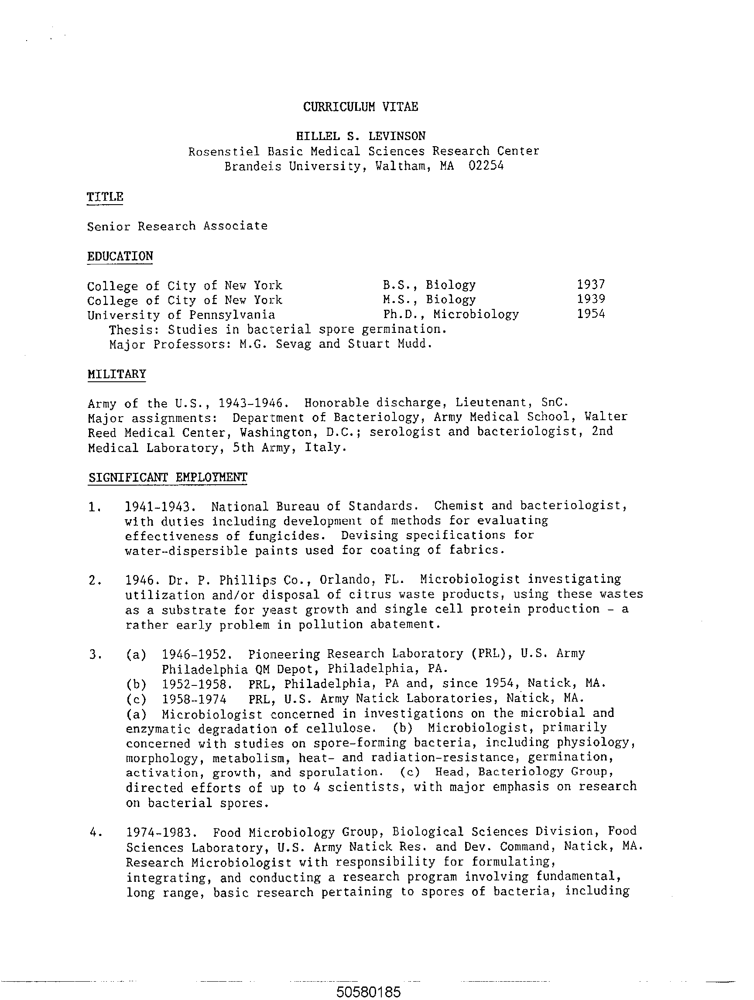 CURRICULUM VITAE
HILLEL S. LEVINSON
Rosenstiel Basic Medical Sciences Research Center
Brandeis University, Waltham, MA 02254
TITLE
Senior Research Associate
EDUCATION
College of City of New York B.S., Biology 1937
College of City of New York M.S., Biology 1939
University of Pennsylvania Ph.D., Microbiology 1954
Thesis: Studies in bacterial spore germination.
Major Professors: M.G. Sevag and Stuart Mudd.
MILITARY
Army of the U.S., 1943-1946. Honorable discharge, Lieutenant, SnC.
Major assignments: Department of Bacteriology, Army Medical School, Walter
Reed Medical Center, Washington, D.C.; serologist and bacteriologist, 2nd
Medical Laboratory, 5th Army, Italy.
SIGNIFICANT EMPLOYMENT
1. 1941-1943. National Bureau of Standards. Chemist and bacteriologist,
with duties including development of methods for evaluating
effectiveness of fungicides. Devising specifications for
water-dispersible paints used for coating of fabrics.
2. 1946. Dr. P. Phillips Co., Orlando, FL. Microbiologist investigating
utilization and/or disposal of citrus waste products, using these wastes
as a substrate for yeast growth and single cell protein production - a
rather early problem in pollution abatement.
3. (a) 1946-1952. Pioneering Research Laboratory (PRL), U.S. Army
Philadelphia QM Depot, Philadelphia, PA.
(b) 1952-1958. PRL, Philadelphia, PA and, since 1954, Natick, MA.
(c) 1958-1974 PRL, U.S. Army Natick Laboratories, Natick, MA.
(a) Microbiologist concerned in investigations on the microbial and
enzymatic degradation of cellulose. (b) Microbiologist, primarily
concerned with studies on spore-forming bacteria, including physiology,
morphology, metabolism, heat- and radiation-resistance, germination,
activation, growth, and sporulation. (c) Head, Bacteriology Group,
directed efforts of up to 4 scientists, with major emphasis on research
on bacterial spores.
4. 1974-1983. Food Microbiology Group, Biological Sciences Division, Food
Sciences Laboratory, U.S. Army Natick Res. and Dev. Command, Natick, MA.
Research Microbiologist with responsibility for formulating,
integrating, and conducting a research program involving fundamental,
long range, basic research pertaining to spores of bacteria, including
50580185